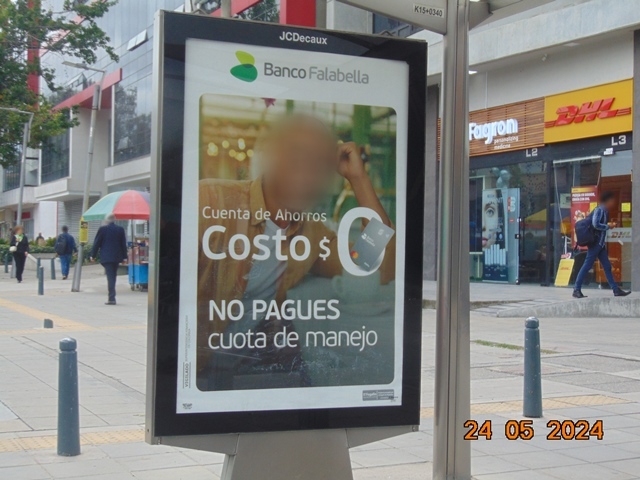 K15+0340
JCDecaux
Banco Falabella
Cuenta de Ahorros
Costo $0
NO PAGUES
cuota de manejo
VIGILADO
Fagron
DHL
L2
L3
24 05 2024